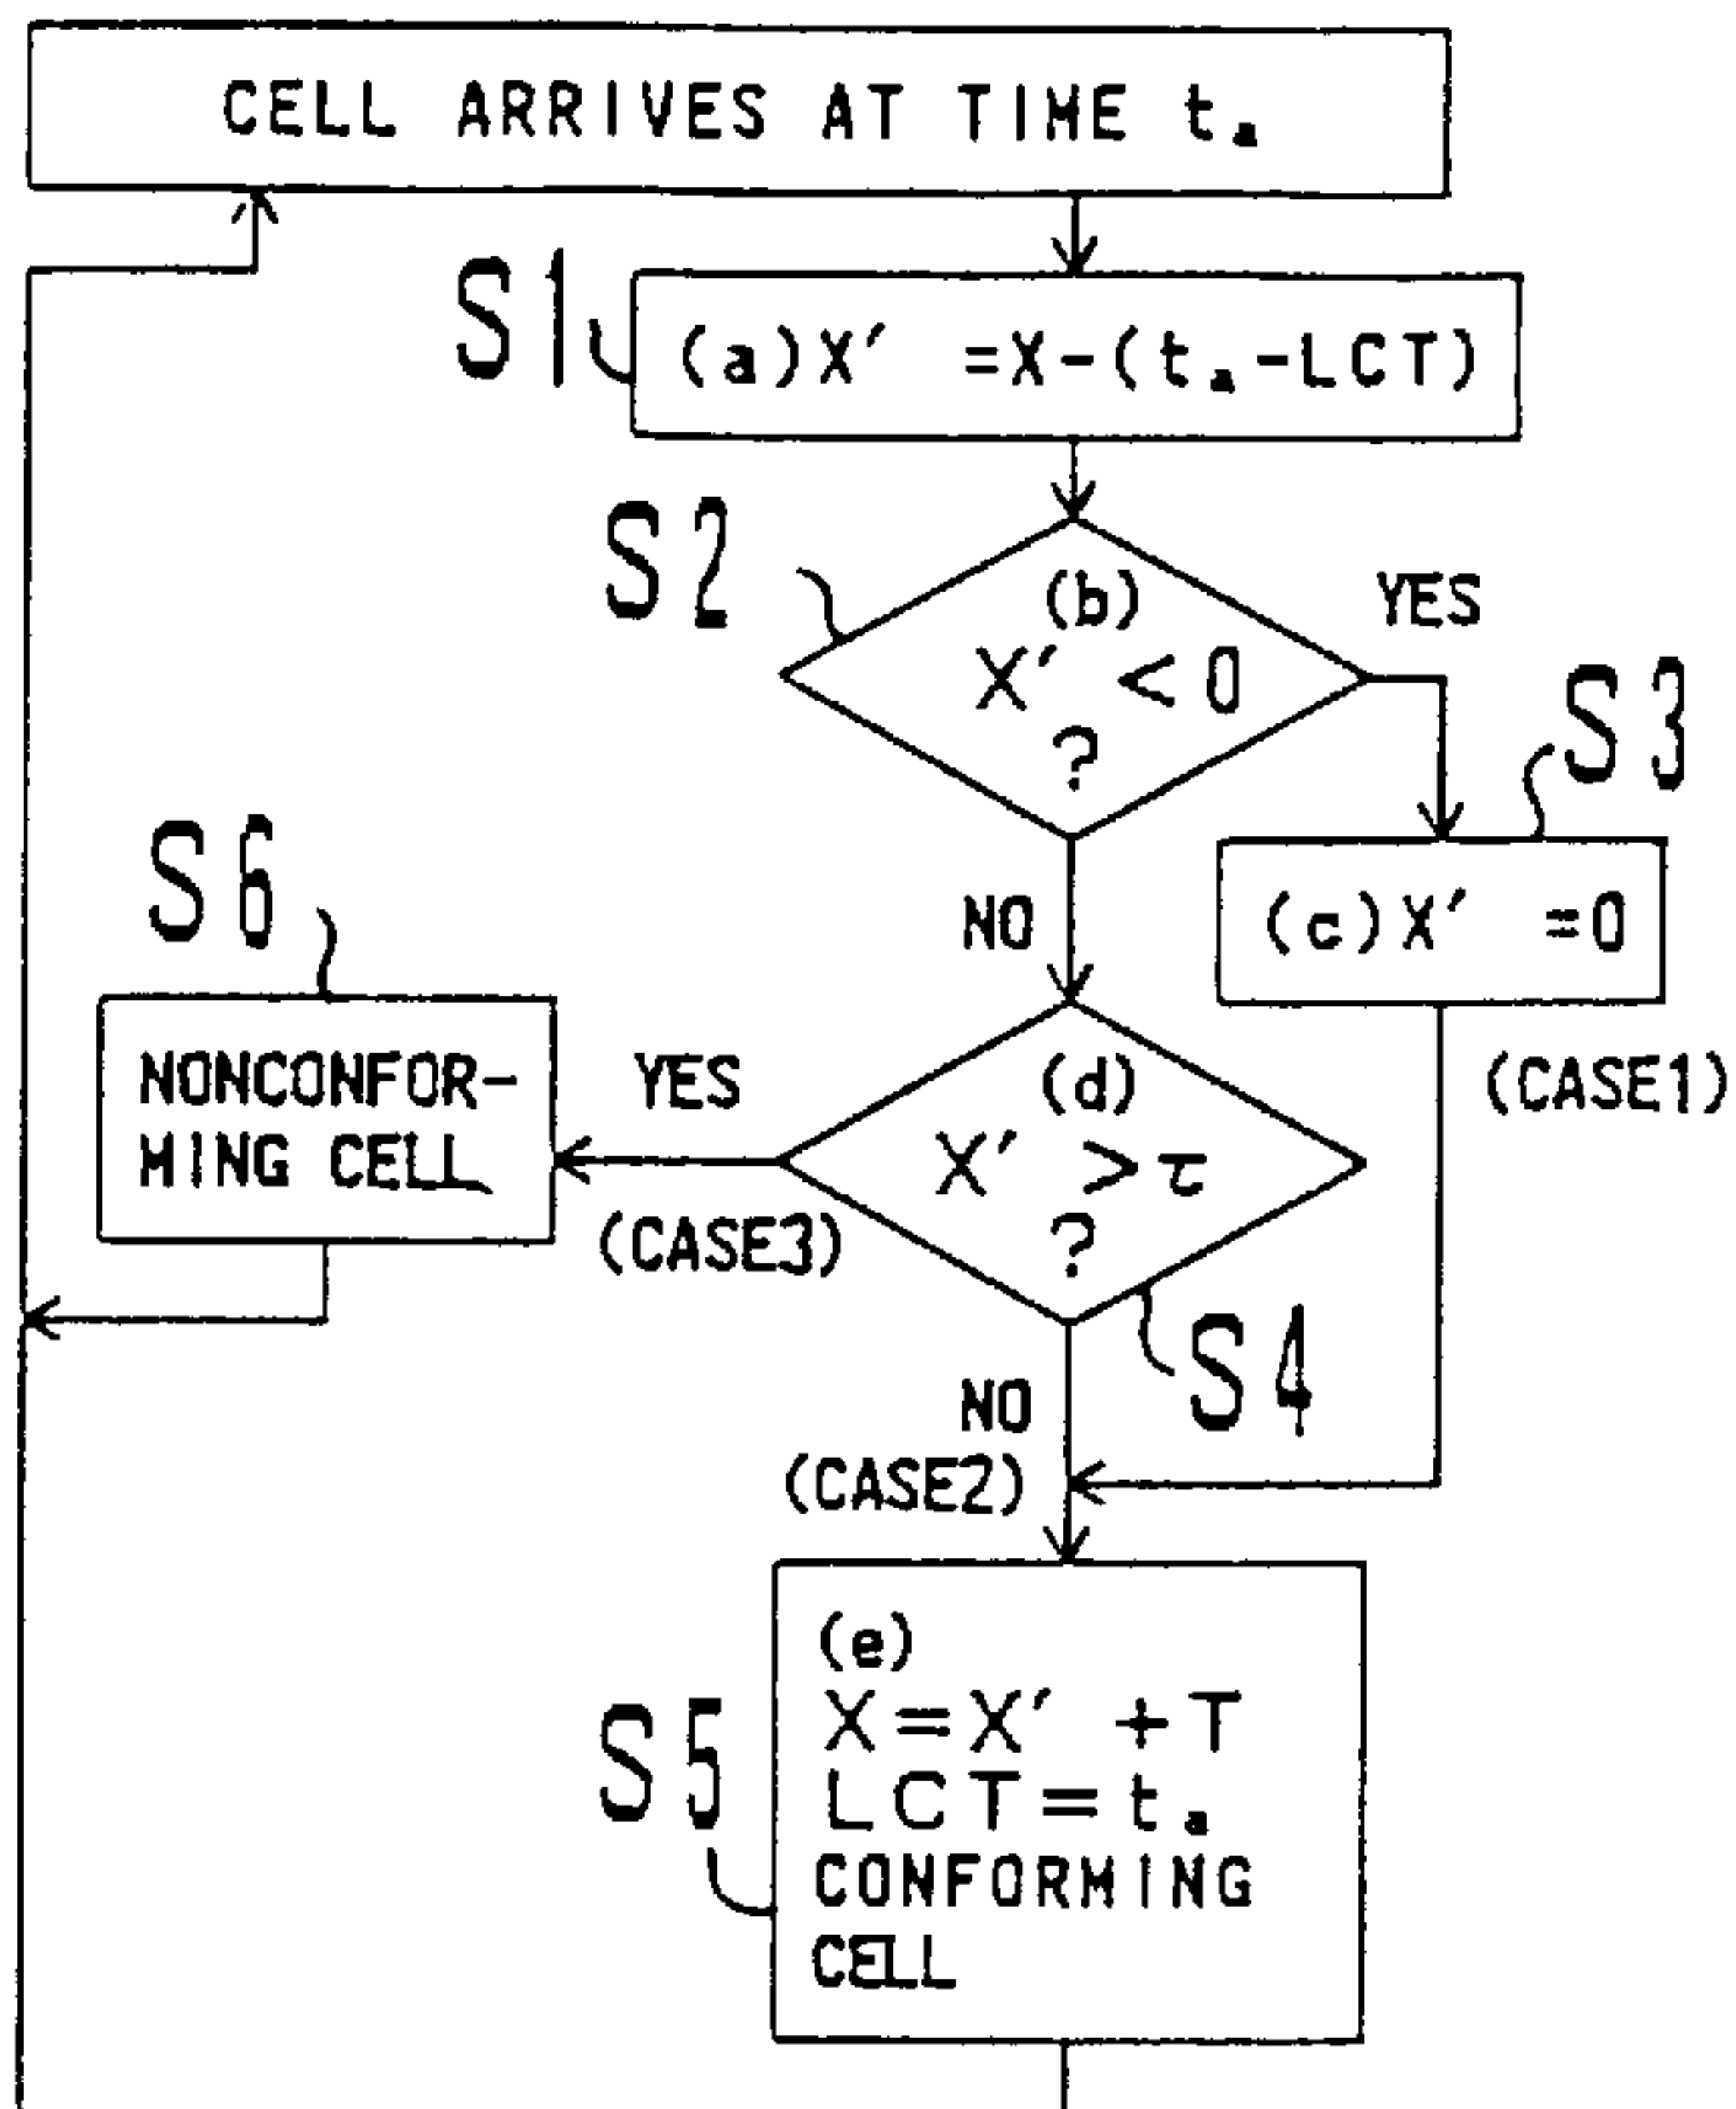 CELL ARRIVES AT TIME tₐ
S1
(a)X′ =X-(tₐ-LCT)
S2
(b)
X′ <0
?
YES
S3
(c)X′ =0
NO
S6
NONCONFOR-
MING CELL
YES
(CASE3)
(d)
X′ >τ
?
(CASE1)
S4
NO
(CASE2)
S5
(e)
X=X′ +T
LCT=tₐ
CONFORMING
CELL